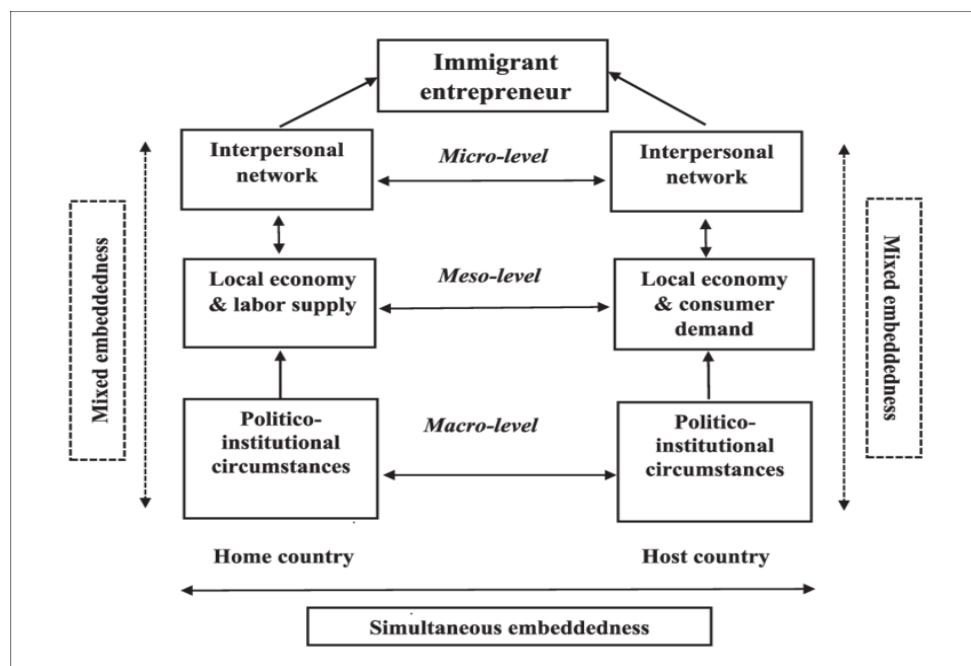 Immigrant
entrepreneur
Interpersonal
network
Micro-level
Interpersonal
network
Mixed embeddedness
Local economy
& labor supply
Meso-level
Local economy
& consumer
demand
Mixed embeddedness
Politico-
institutional
circumstances
Macro-level
Politico-
institutional
circumstances
Home country
Host country
Simultaneous embeddedness